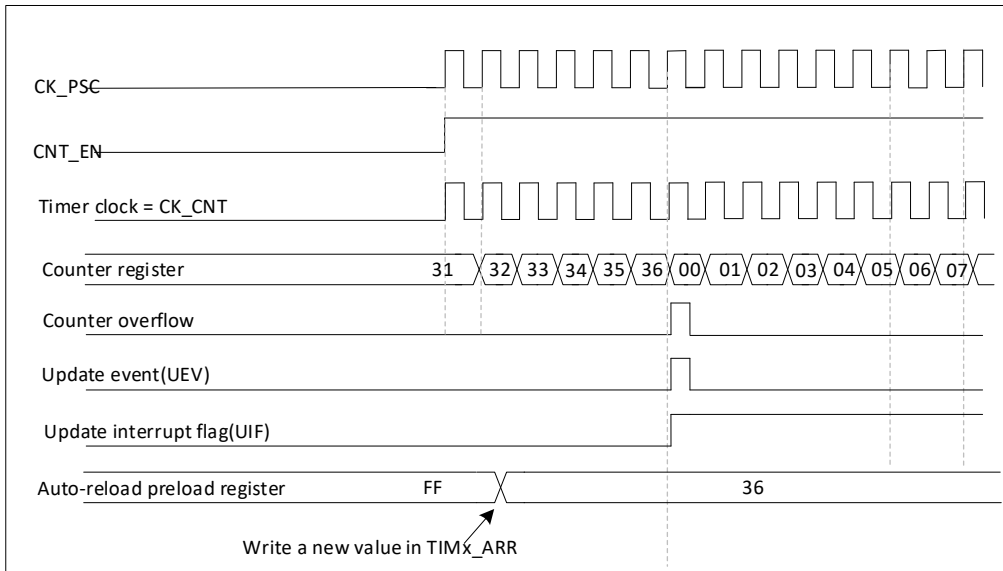 CK_PSC
CNT_EN
Timer clock = CK_CNT
Counter register 31 32 33 34 35 36 00 01 02 03 04 05 06 07
Counter overflow
Update event(UEV)
Update interrupt flag(UIF)
Auto-reload preload register FF 36
Write a new value in TIMx_ARR